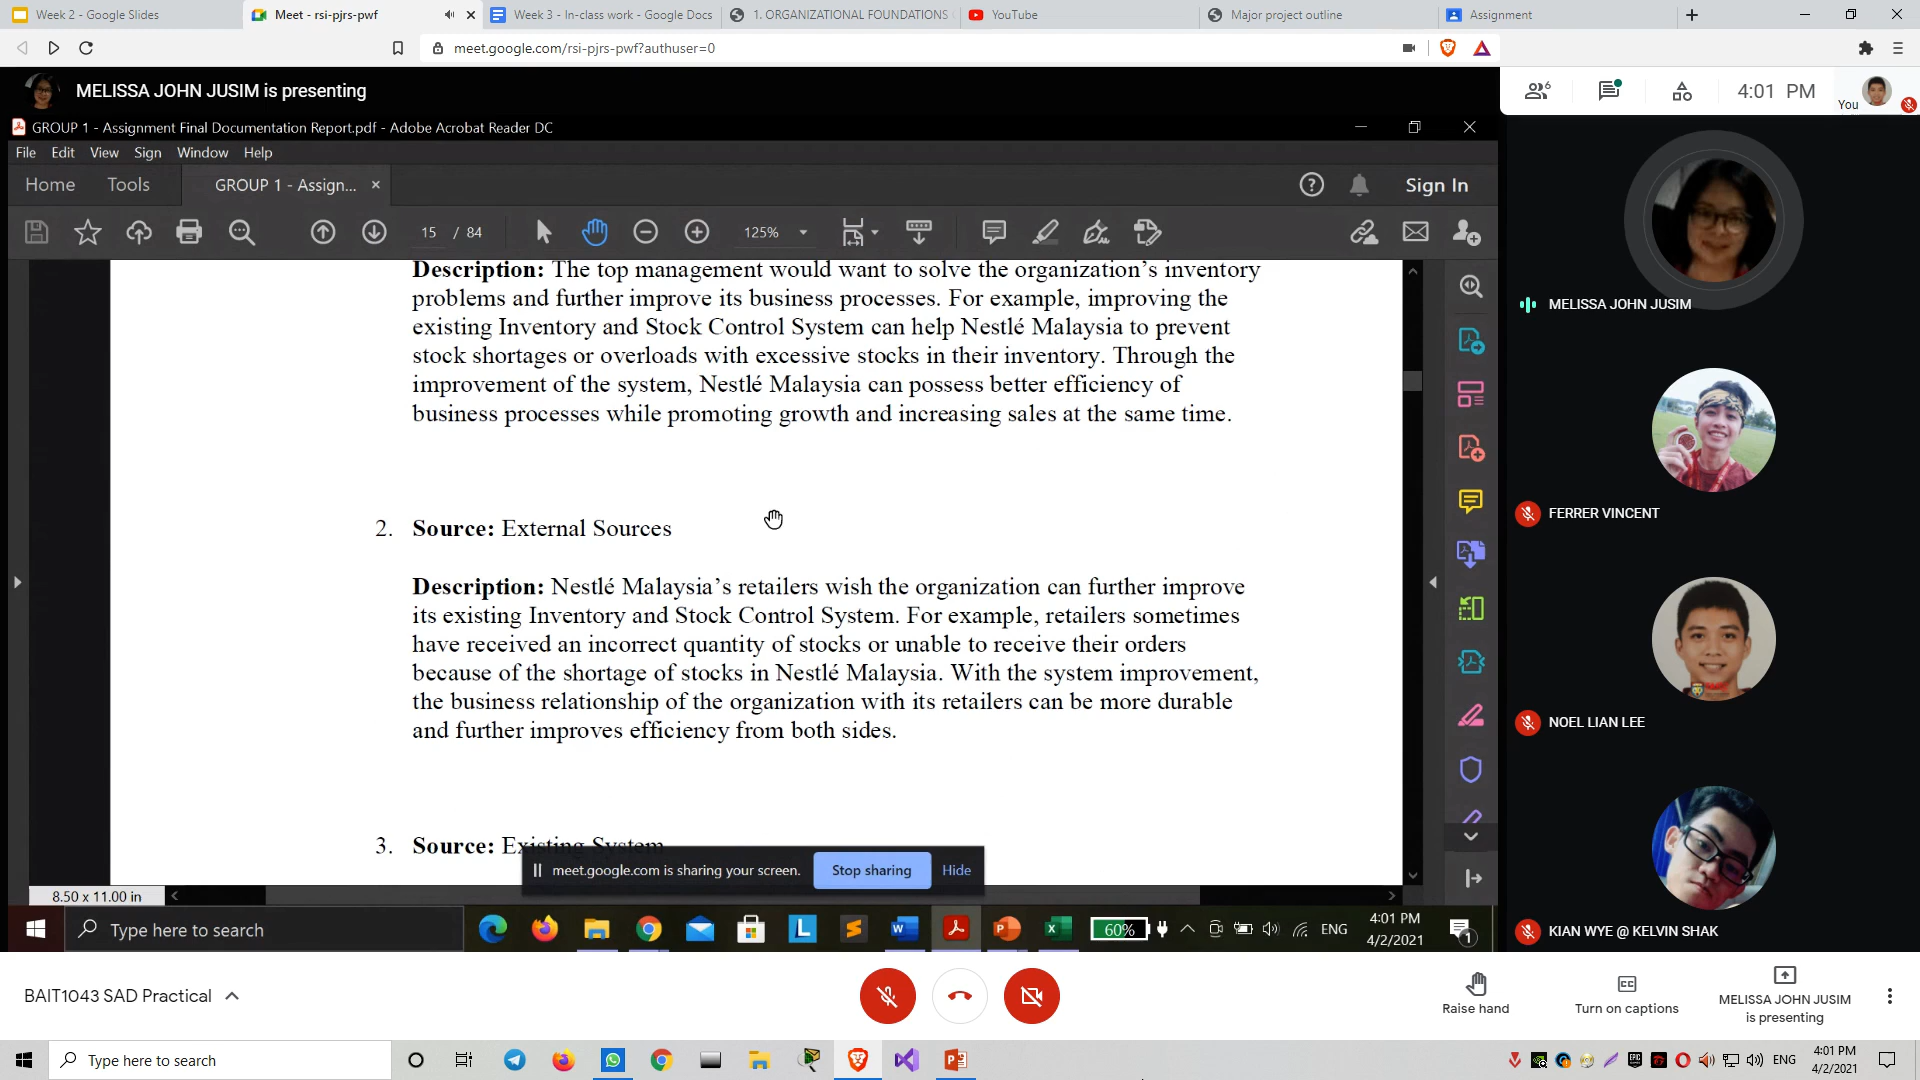 Week 2 - Google Slides
Meet - rsi-pjrs-pwf
Week 3 - In-class work - Google Docs
1. ORGANIZATIONAL FOUNDATIONS
YouTube
Major project outline
Assignment
meet.google.com/rsi-pjrs-pwf?authuser=0
MELISSA JOHN JUSIM is presenting
6
4:01 PM
You
GROUP 1 - Assignment Final Documentation Report.pdf - Adobe Acrobat Reader DC
File Edit View Sign Window Help
Home Tools GROUP 1 - Assign...
Sign In
15 / 84
125%
Description: The top management would want to solve the organization's inventory
problems and further improve its business processes. For example, improving the
existing Inventory and Stock Control System can help Nestlé Malaysia to prevent
stock shortages or overloads with excessive stocks in their inventory. Through the
improvement of the system, Nestlé Malaysia can possess better efficiency of
business processes while promoting growth and increasing sales at the same time.
2. Source: External Sources
Description: Nestlé Malaysia's retailers wish the organization can further improve
its existing Inventory and Stock Control System. For example, retailers sometimes
have received an incorrect quantity of stocks or unable to receive their orders
because of the shortage of stocks in Nestlé Malaysia. With the system improvement,
the business relationship of the organization with its retailers can be more durable
and further improves efficiency from both sides.
3. Source: Existing System
meet.google.com is sharing your screen.
Stop sharing
Hide
8.50 x 11.00 in
MELISSA JOHN JUSIM
FERRER VINCENT
NOEL LIAN LEE
KIAN WYE @ KELVIN SHAK
Type here to search
60%
ENG
4:01 PM
4/2/2021
1
BAIT1043 SAD Practical
Raise hand
Turn on captions
MELISSA JOHN JUSIM
is presenting
Type here to search
ENG
4:01 PM
4/2/2021